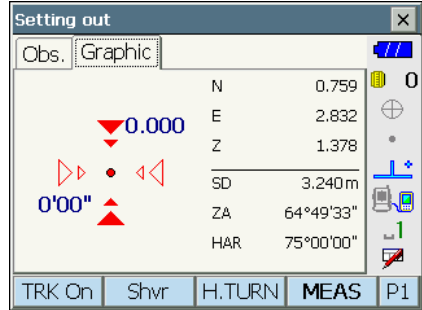 Setting out
Obs. Graphic
0
N 0.759
E 2.832
0.000
Z 1.378
SD 3.240m
0'00"
ZA 64°49'33"
HAR 75°00'00"
1
TRK On Shvr H.TURN MEAS P1